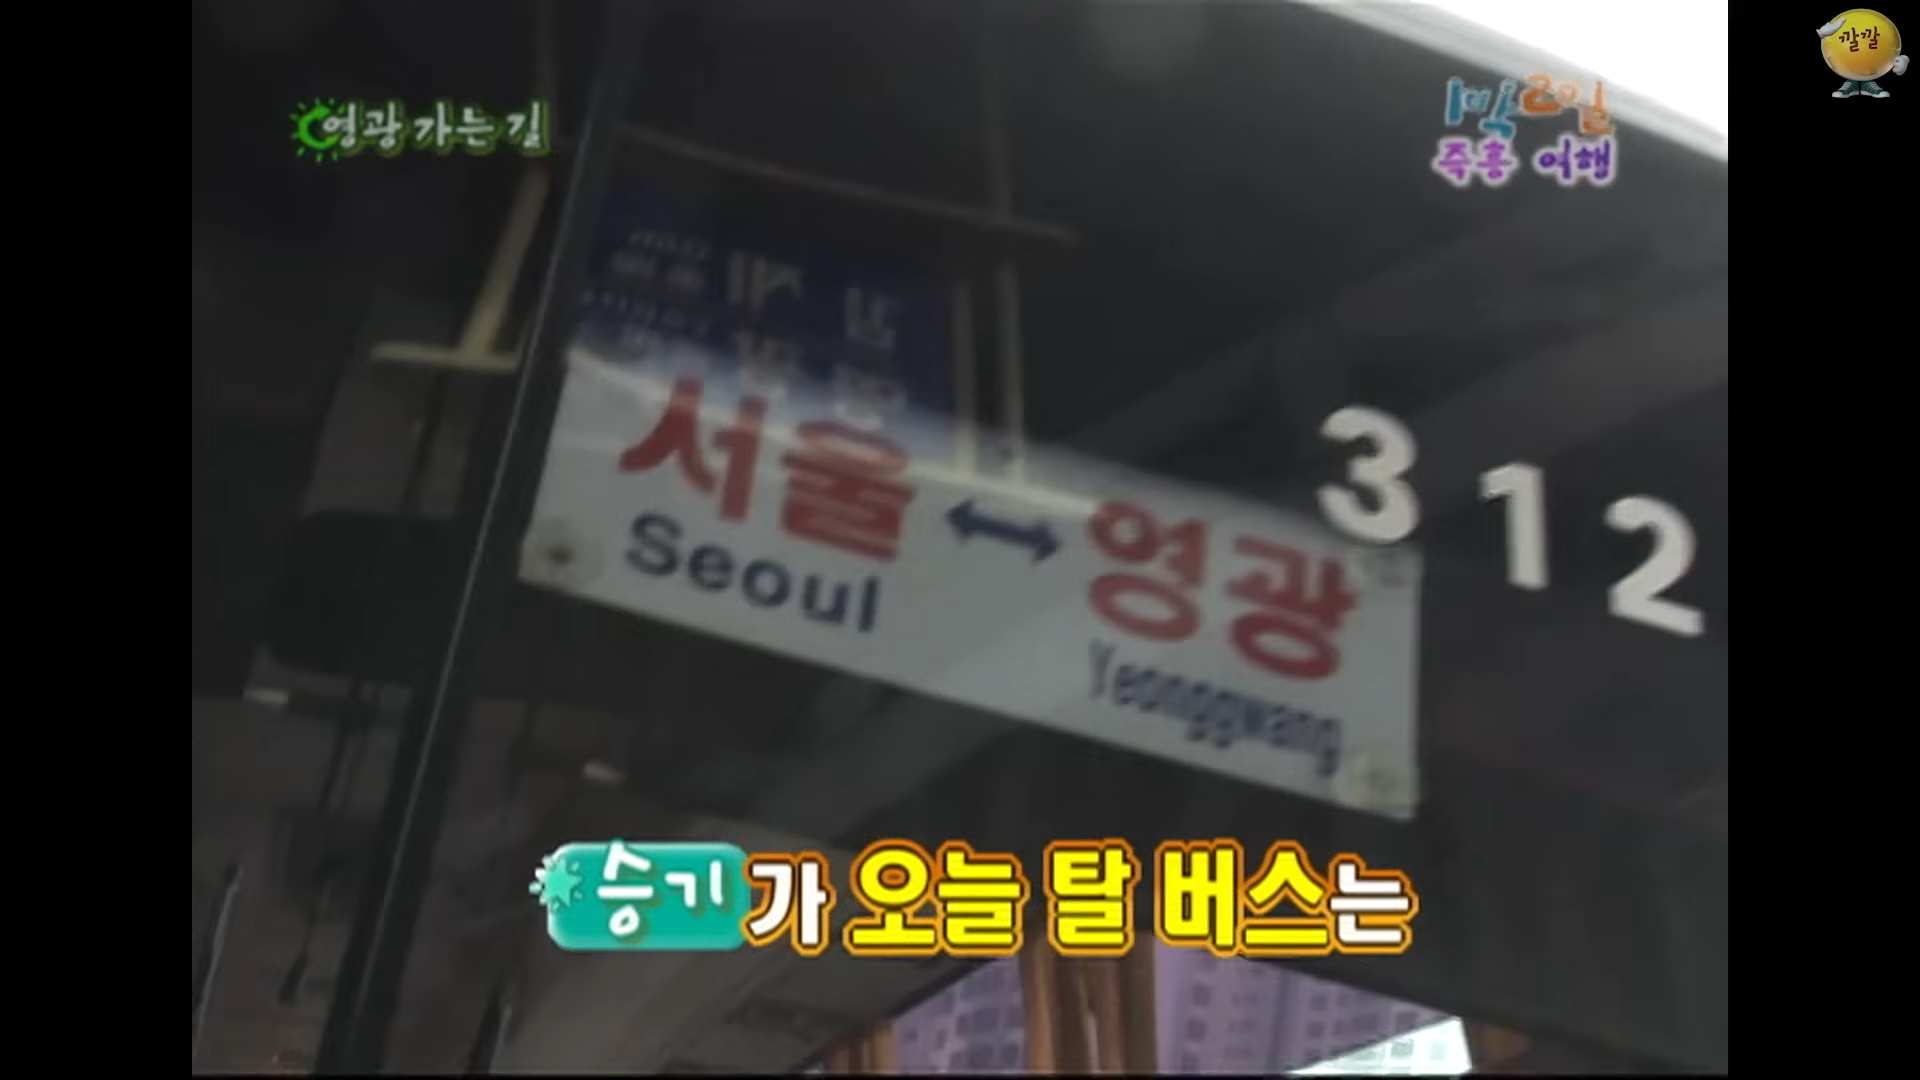 영광 가는 길
1박2일
즉흥 여행
깔깔
서울 ↔ 영광
Seoul
Yeonggwang
312
승기가 오늘 탈 버스는